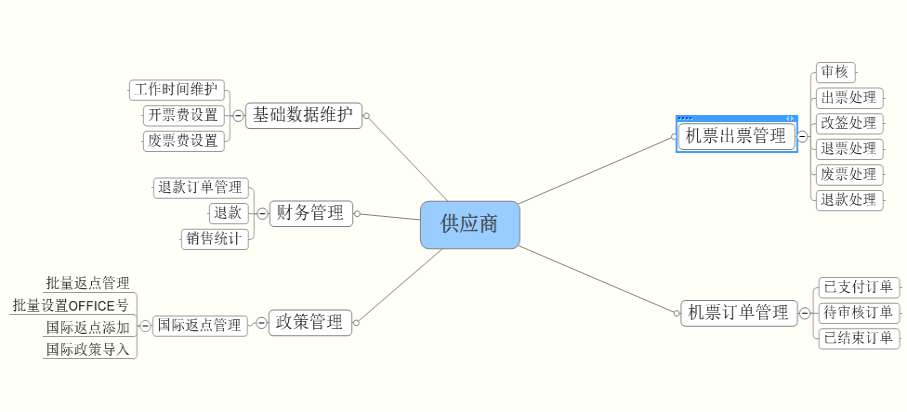 供应商
基础数据维护
工作时间维护
开票费设置
废票费设置
财务管理
退款订单管理
退款
销售统计
政策管理
国际返点管理
批量返点管理
批量设置OFFICE号
国际返点添加
国际政策导入
机票出票管理
审核
出票处理
改签处理
退票处理
废票处理
退款处理
机票订单管理
已支付订单
待审核订单
已结束订单